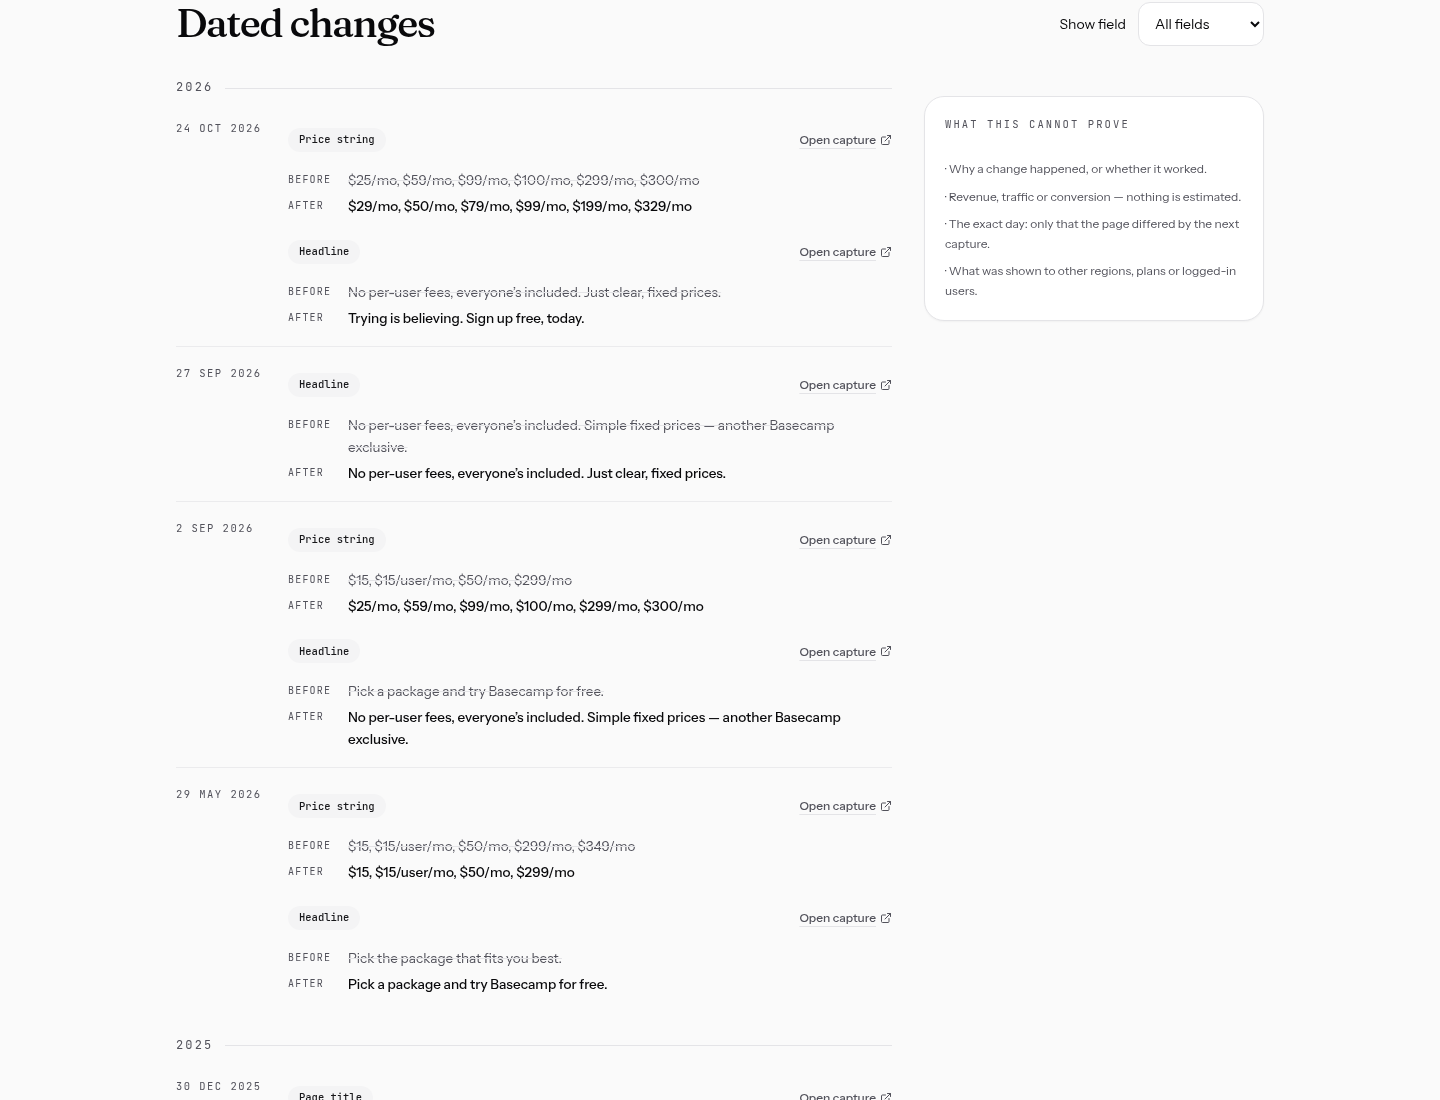 Dated changes
Show field
All fields
2026
24 OCT 2026
Price string
Open capture
BEFORE
$25/mo, $59/mo, $99/mo, $100/mo, $299/mo, $300/mo
AFTER
$29/mo, $50/mo, $79/mo, $99/mo, $199/mo, $329/mo
Headline
Open capture
BEFORE
No per-user fees, everyone's included. Just clear, fixed prices.
AFTER
Trying is believing. Sign up free, today.
27 SEP 2026
Headline
Open capture
BEFORE
No per-user fees, everyone's included. Simple fixed prices — another Basecamp
exclusive.
AFTER
No per-user fees, everyone's included. Just clear, fixed prices.
2 SEP 2026
Price string
Open capture
BEFORE
$15, $15/user/mo, $50/mo, $299/mo
AFTER
$25/mo, $59/mo, $99/mo, $100/mo, $299/mo, $300/mo
Headline
Open capture
BEFORE
Pick a package and try Basecamp for free.
AFTER
No per-user fees, everyone's included. Simple fixed prices — another Basecamp
exclusive.
29 MAY 2026
Price string
Open capture
BEFORE
$15, $15/user/mo, $50/mo, $299/mo, $349/mo
AFTER
$15, $15/user/mo, $50/mo, $299/mo
Headline
Open capture
BEFORE
Pick the package that fits you best.
AFTER
Pick a package and try Basecamp for free.
2025
30 DEC 2025
Page title
Open capture
WHAT THIS CANNOT PROVE
· Why a change happened, or whether it worked.
· Revenue, traffic or conversion — nothing is estimated.
· The exact day: only that the page differed by the next
capture.
· What was shown to other regions, plans or logged-in
users.